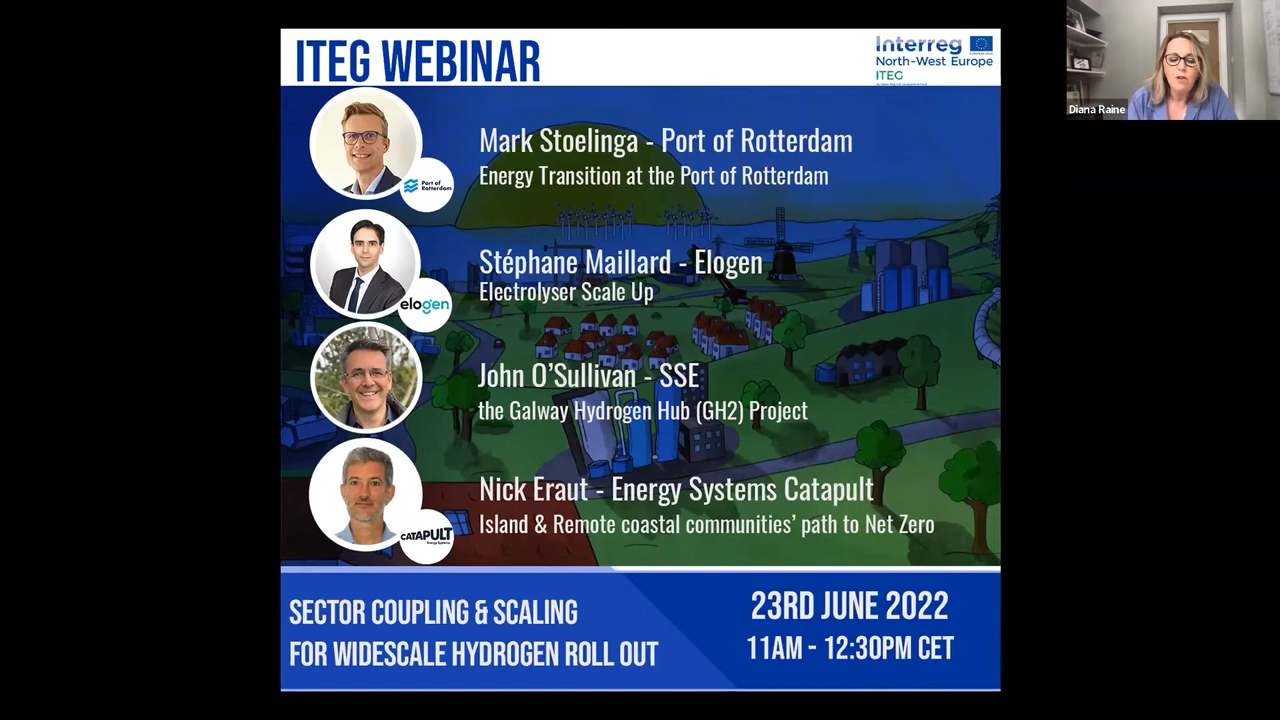 ITEG WEBINAR
Interreg
North-West Europe
ITEG
Diana Raine
Mark Stoelinga - Port of Rotterdam
Energy Transition at the Port of Rotterdam
Port of
Rotterdam
Stéphane Maillard - Elogen
Electrolyser Scale Up
elogen
John O'Sullivan - SSE
the Galway Hydrogen Hub (GH2) Project
Nick Eraut - Energy Systems Catapult
Island & Remote coastal communities' path to Net Zero
CATAPULT
Energy Systems
SECTOR COUPLING & SCALING
FOR WIDESCALE HYDROGEN ROLL OUT
23RD JUNE 2022
11AM - 12:30PM CET